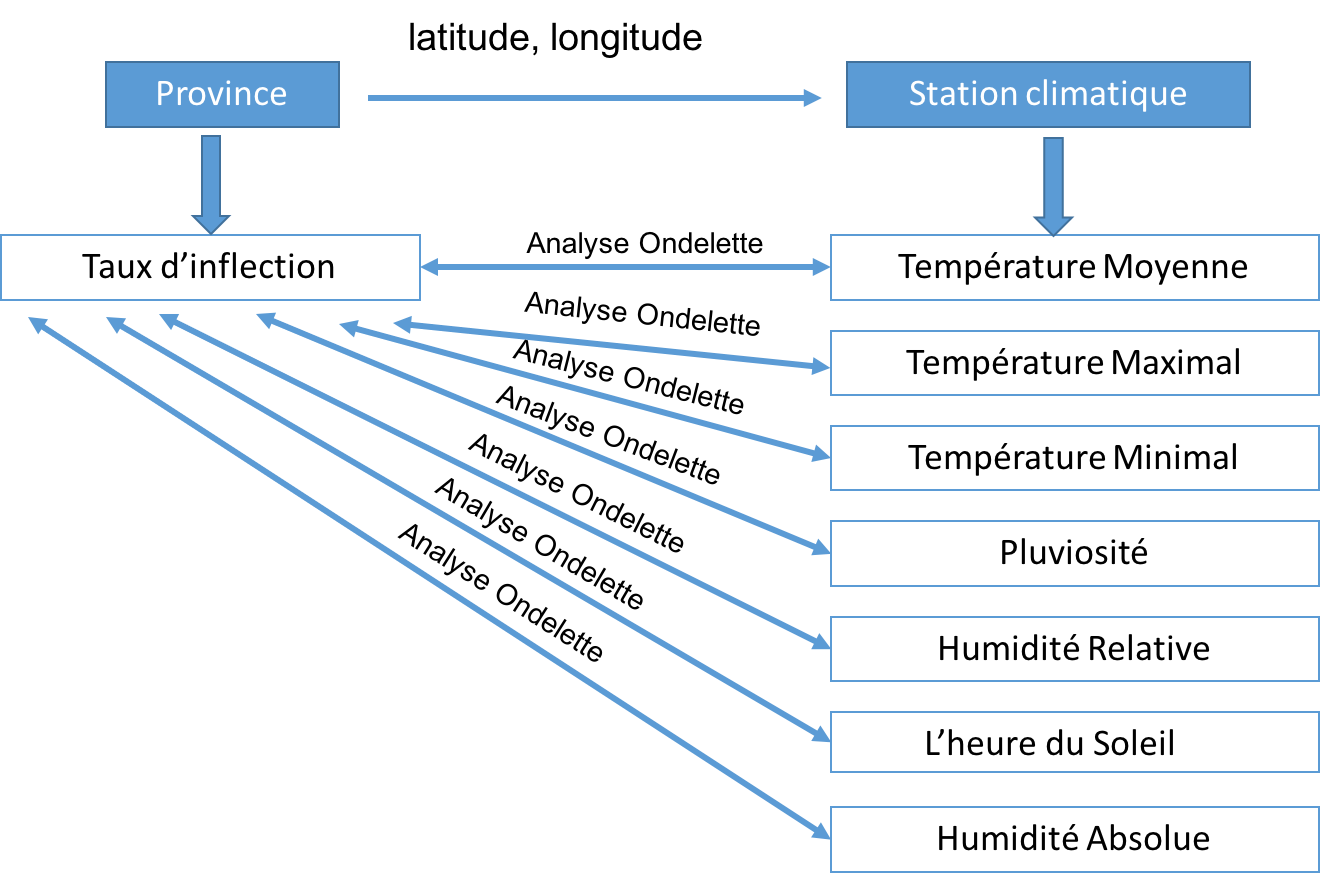 latitude, longitude
Province
Station climatique
Taux d’inflection
Analyse Ondelette
Température Moyenne
Analyse Ondelette
Température Maximal
Analyse Ondelette
Température Minimal
Analyse Ondelette
Pluviosité
Analyse Ondelette
Humidité Relative
Analyse Ondelette
L’heure du Soleil
Analyse Ondelette
Humidité Absolue